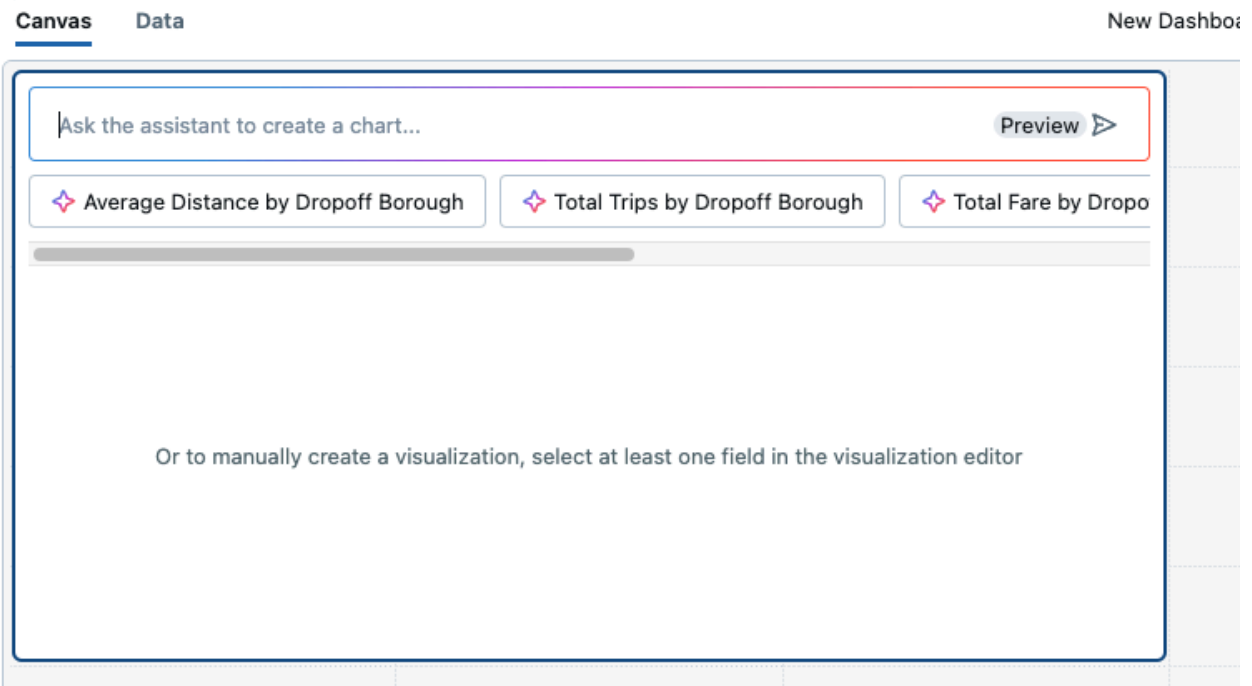 Canvas Data New Dashboa
Ask the assistant to create a chart... Preview
Average Distance by Dropoff Borough Total Trips by Dropoff Borough Total Fare by Dropo
Or to manually create a visualization, select at least one field in the visualization editor